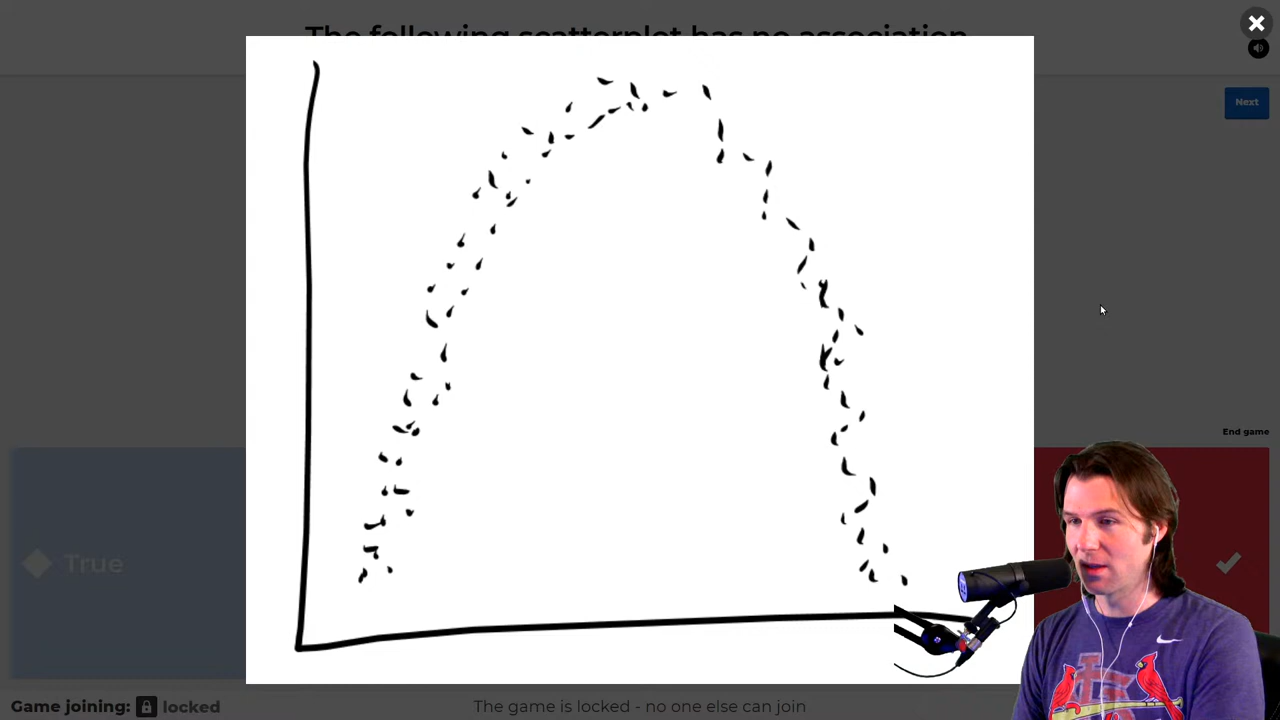 The following scatterplot has no association
Next
End game
True
Game joining: locked
The game is locked - no one else can join